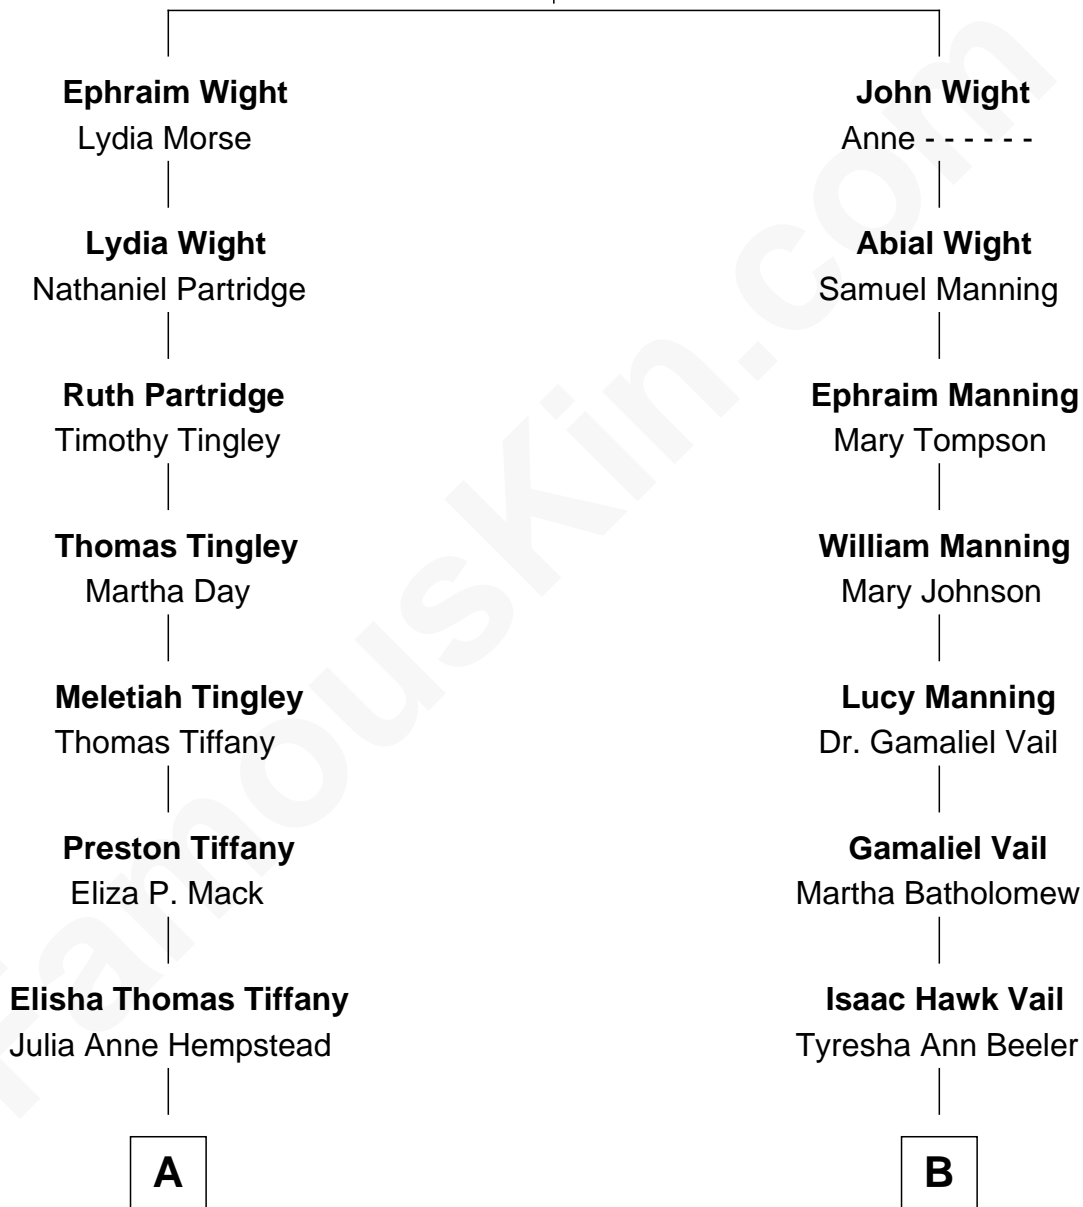 Ephraim Wight
Lydia Morse
Lydia Wight
Nathaniel Partridge
Ruth Partridge
Timothy Tingley
Thomas Tingley
Martha Day
Meletiah Tingley
Thomas Tiffany
Preston Tiffany
Eliza P. Mack
Elisha Thomas Tiffany
Julia Anne Hempstead
A
John Wight
Anne - - - - - -
Abial Wight
Samuel Manning
Ephraim Manning
Mary Tompson
William Manning
Mary Johnson
Lucy Manning
Dr. Gamaliel Vail
Gamaliel Vail
Martha Batholomew
Isaac Hawk Vail
Tyresha Ann Beeler
B
FamousKin.com